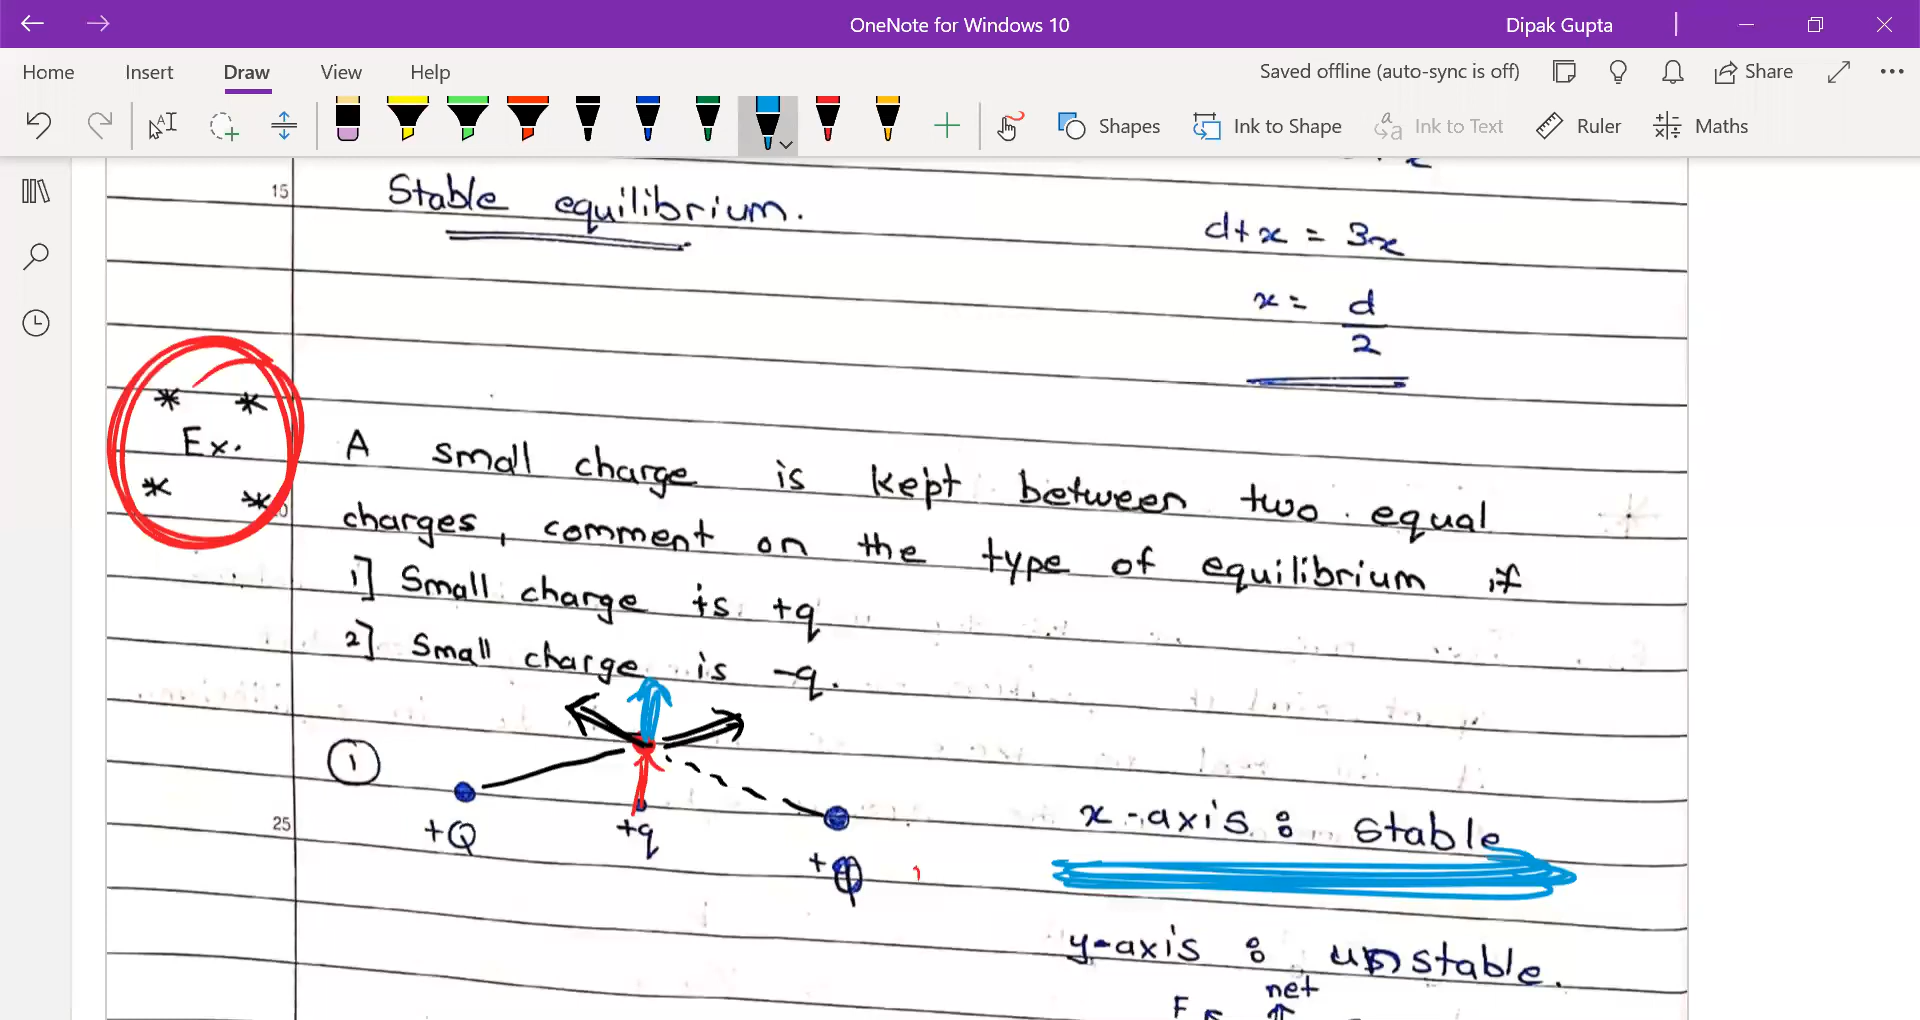 OneNote for Windows 10
Dipak Gupta
Home Insert Draw View Help
Saved offline (auto-sync is off)
Share
Shapes Ink to Shape Ink to Text Ruler Maths
15
Stable equilibrium.
d+x = 3x
x = d/2
* *
Ex.
* *
A small charge is kept between two equal
charges, comment on the type of equilibrium if
1] Small charge is +q
2] Small charge is -q.
1
+Q +q +Q
25
x-axis : stable
y-axis : unstable.
F net